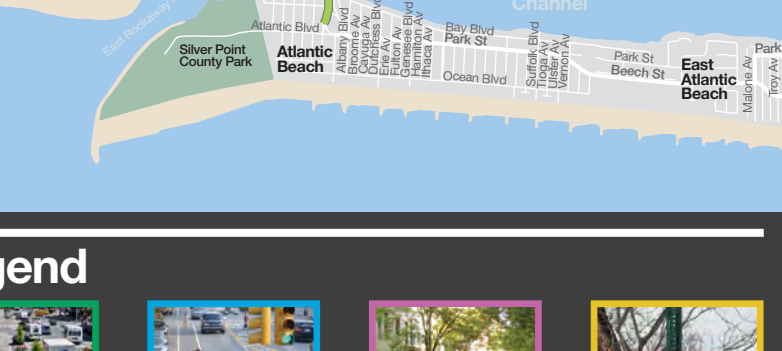 Channel
East Rockaway
Silver Point
County Park
Atlantic Blvd
Atlantic
Beach
Albany Blvd
Broome Av
Cayuga Av
Dutchess Blvd
Erie Av
Fulton Av
Genesee Blvd
Hamilton Av
Ithaca Av
Bay Blvd
Park St
Ocean Blvd
Suffolk Blvd
Tioga Av
Ulster Av
Vernon Av
Park St
Beech St
East
Atlantic
Beach
Malone Av
Troy Av
Park
gend